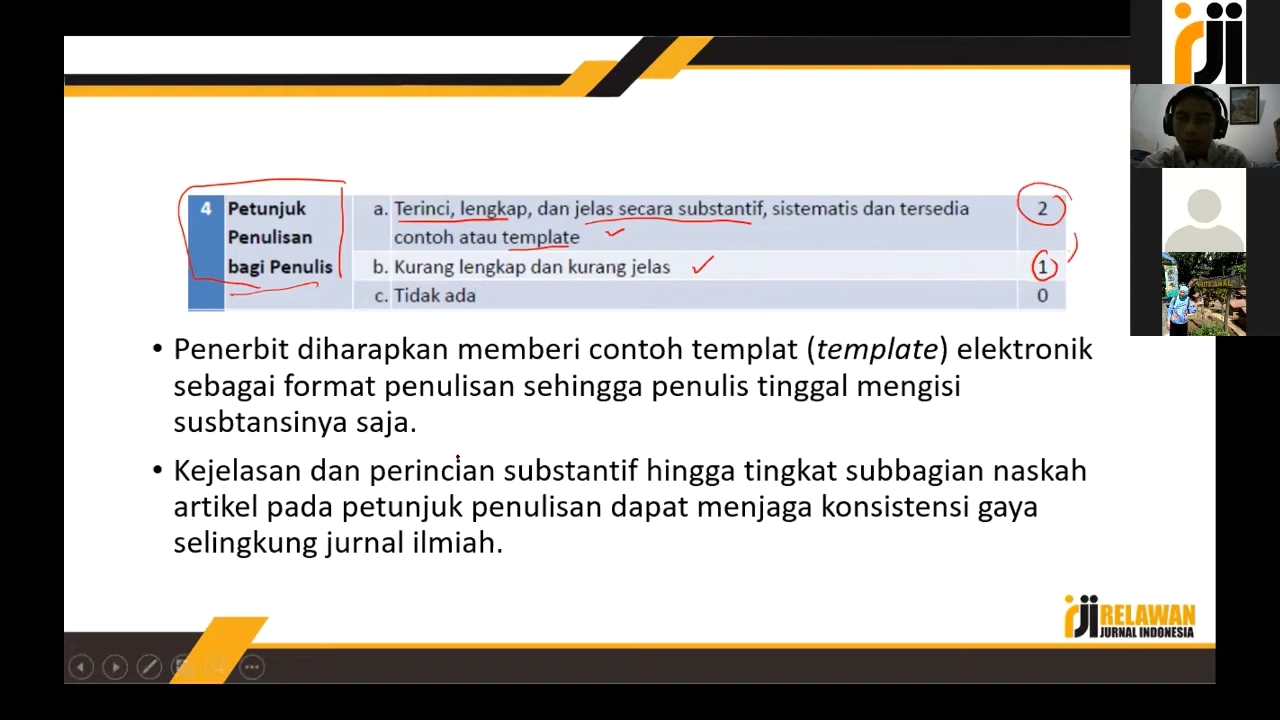 4 Petunjuk Penulisan bagi Penulis
a. Terinci, lengkap, dan jelas secara substantif, sistematis dan tersedia contoh atau template 2
b. Kurang lengkap dan kurang jelas 1
c. Tidak ada 0
• Penerbit diharapkan memberi contoh templat (template) elektronik
sebagai format penulisan sehingga penulis tinggal mengisi
susbtansinya saja.
• Kejelasan dan perincian substantif hingga tingkat subbagian naskah
artikel pada petunjuk penulisan dapat menjaga konsistensi gaya
selingkung jurnal ilmiah.
rji RELAWAN
JURNAL INDONESIA
rji